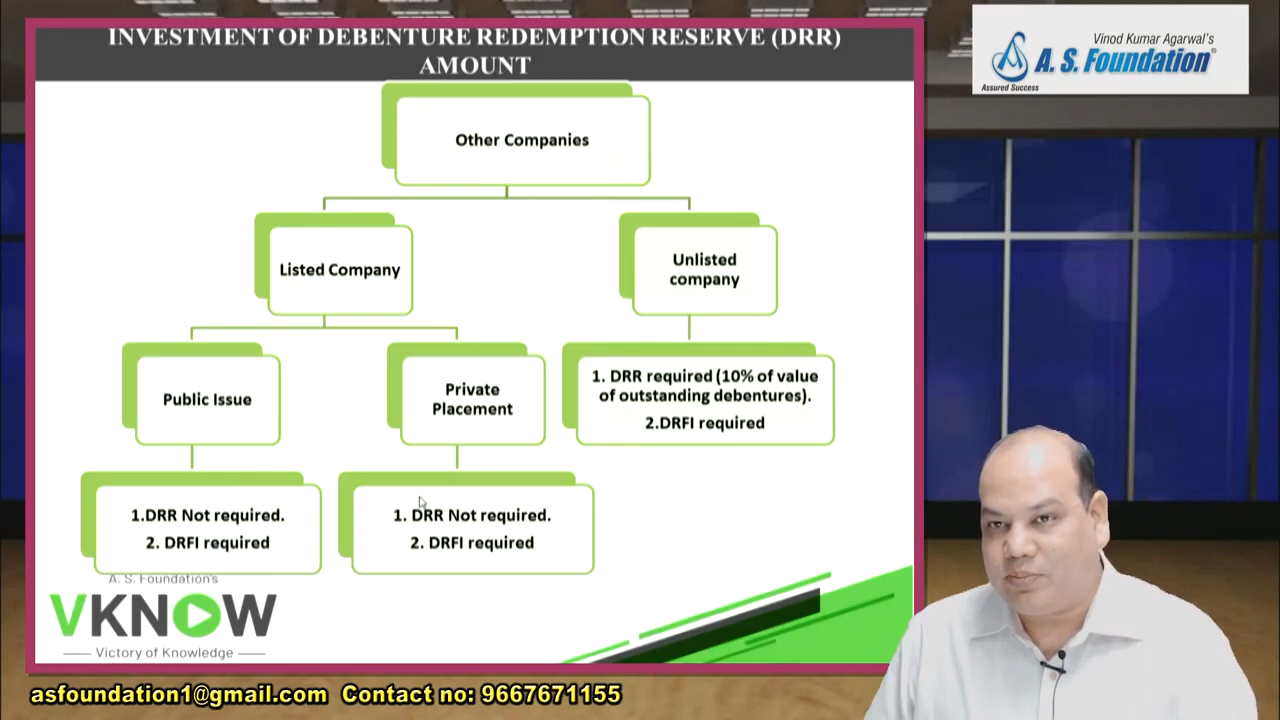 INVESTMENT OF DEBENTURE REDEMPTION RESERVE (DRR)
AMOUNT
Vinod Kumar Agarwal's
A. S. Foundation®
Assured Success
Other Companies
Listed Company
Unlisted
company
Public Issue
Private
Placement
1. DRR required (10% of value
of outstanding debentures).
2.DRFI required
1.DRR Not required.
2. DRFI required
1. DRR Not required.
2. DRFI required
A. S. Foundation's
VKNOW
Victory of Knowledge
asfoundation1@gmail.com Contact no: 9667671155